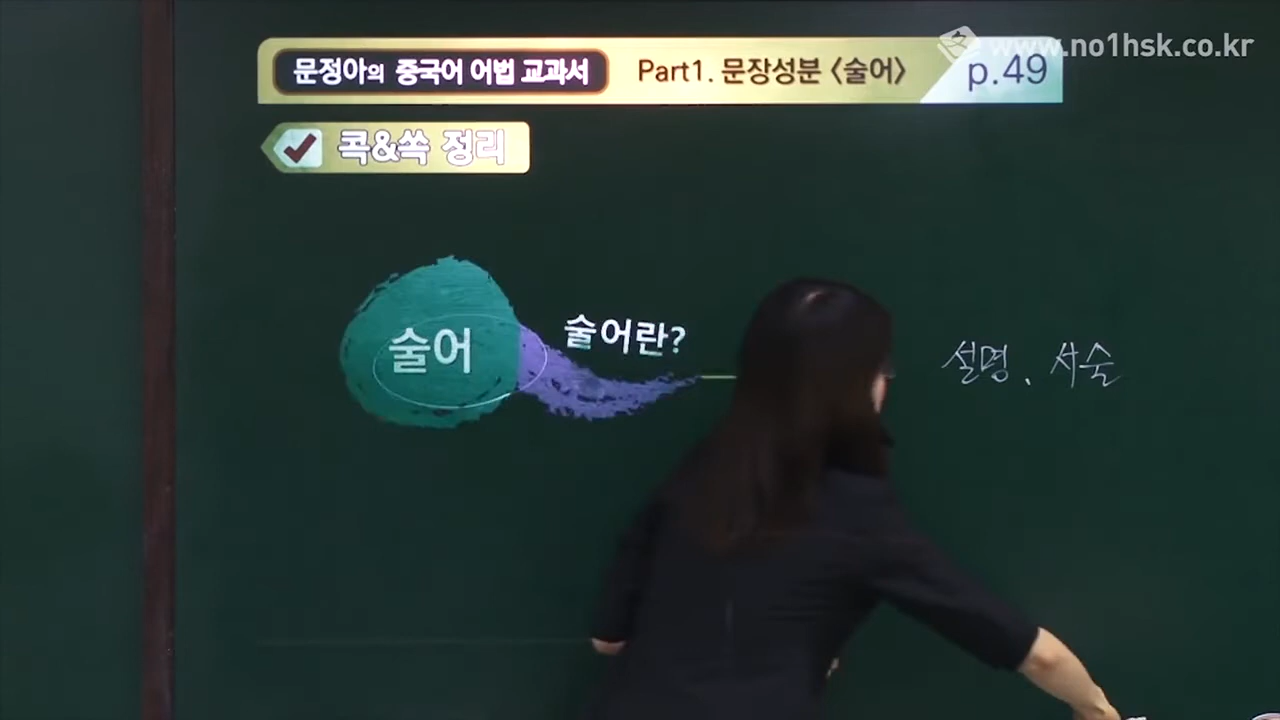 www.no1hsk.co.kr
문정아의 중국어 어법 교과서 Part1. 문장성분 〈술어〉 p.49
콕&쏙 정리
술어 술어란? 설명, 서술